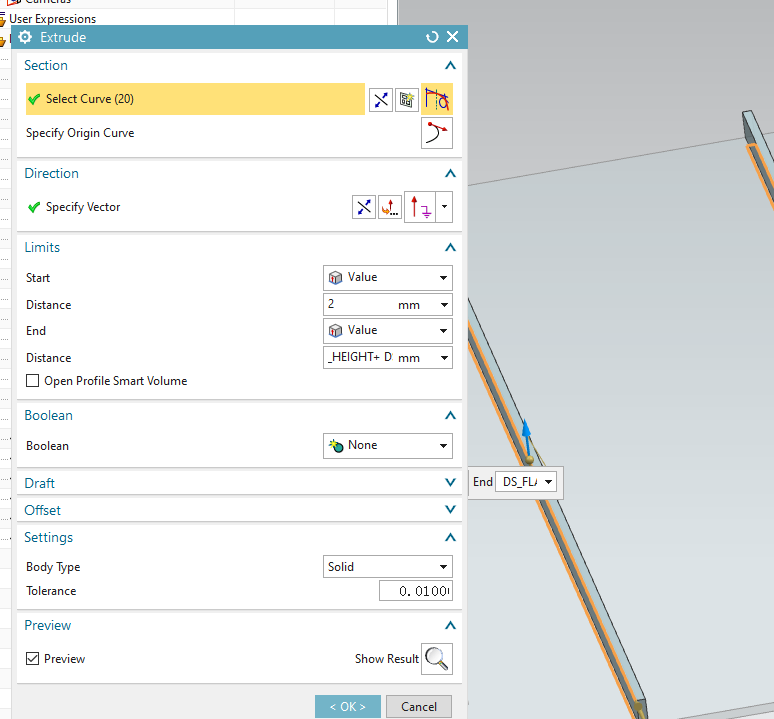 Cameras
User Expressions
Extrude
Section
Select Curve (20)
Specify Origin Curve
Direction
Specify Vector
Limits
Start
Value
Distance
2 mm
End
Value
Distance
_HEIGHT+ D mm
Open Profile Smart Volume
Boolean
Boolean
None
Draft
End DS_FLA
Offset
Settings
Body Type
Solid
Tolerance
0.0100
Preview
Preview
Show Result
< OK >
Cancel